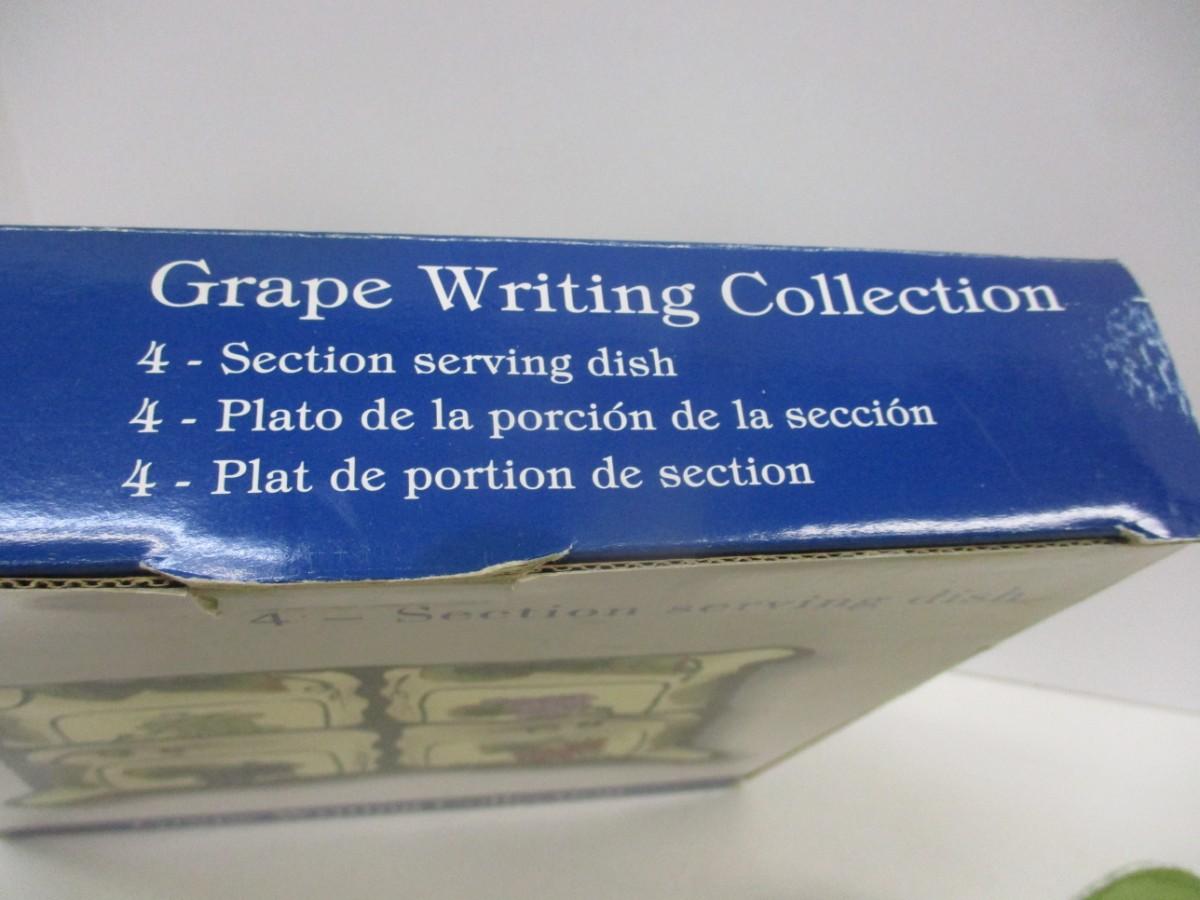 Grape Writing Collection
4 - Section serving dish
4 - Plato de la porción de la sección
4 - Plat de portion de section
4 - Section serving dish